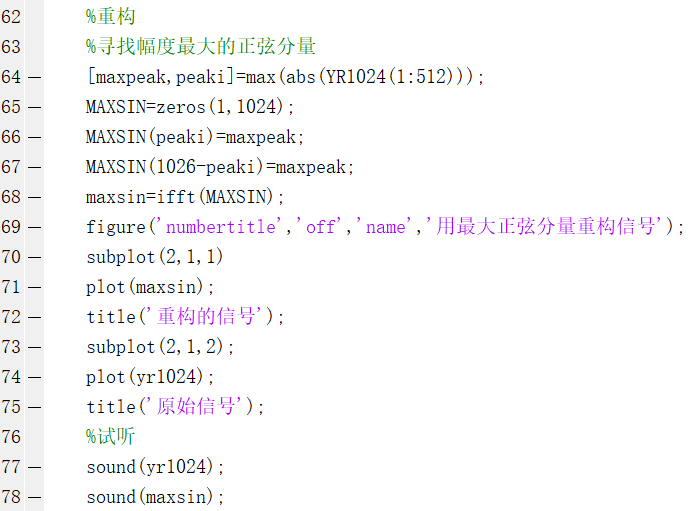 62 %重构
63 %寻找幅度最大的正弦分量
64 — [maxpeak,peaki]=max(abs(YR1024(1:512)));
65 — MAXSIN=zeros(1,1024);
66 — MAXSIN(peaki)=maxpeak;
67 — MAXSIN(1026-peaki)=maxpeak;
68 — maxsin=ifft(MAXSIN);
69 — figure('numbertitle','off','name','用最大正弦分量重构信号');
70 — subplot(2,1,1)
71 — plot(maxsin);
72 — title('重构的信号');
73 — subplot(2,1,2);
74 — plot(yr1024);
75 — title('原始信号');
76 %试听
77 — sound(yr1024);
78 — sound(maxsin);